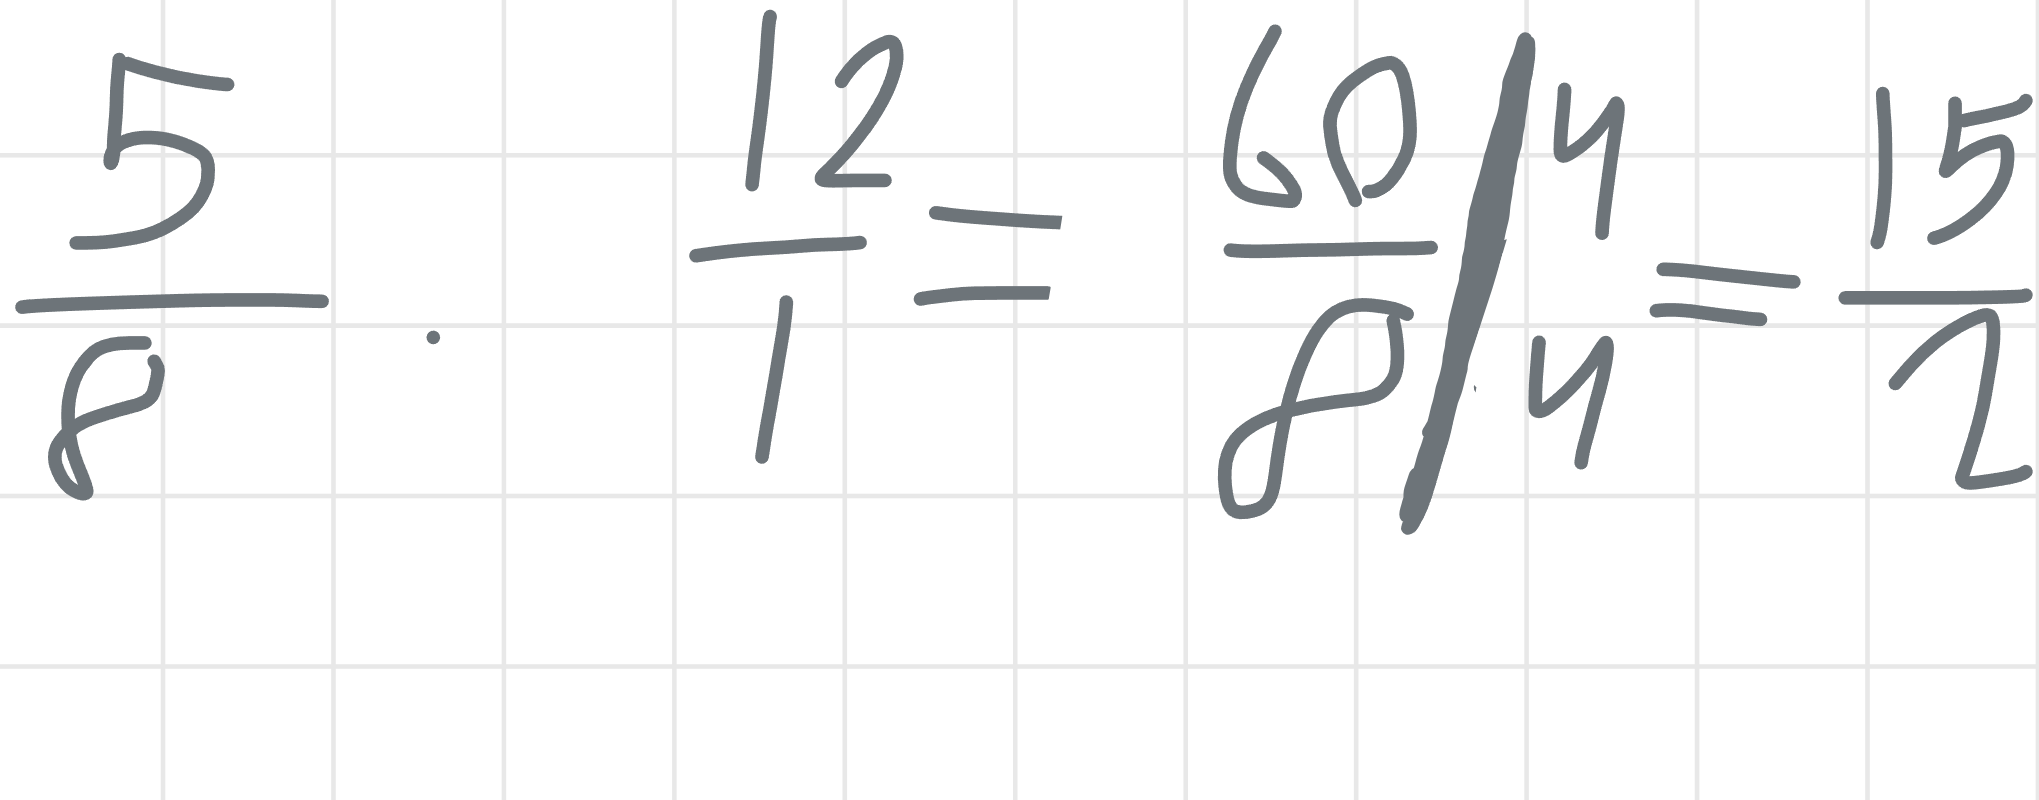 5/8 · 12/1 = 60/8 | 4/4 = 15/2